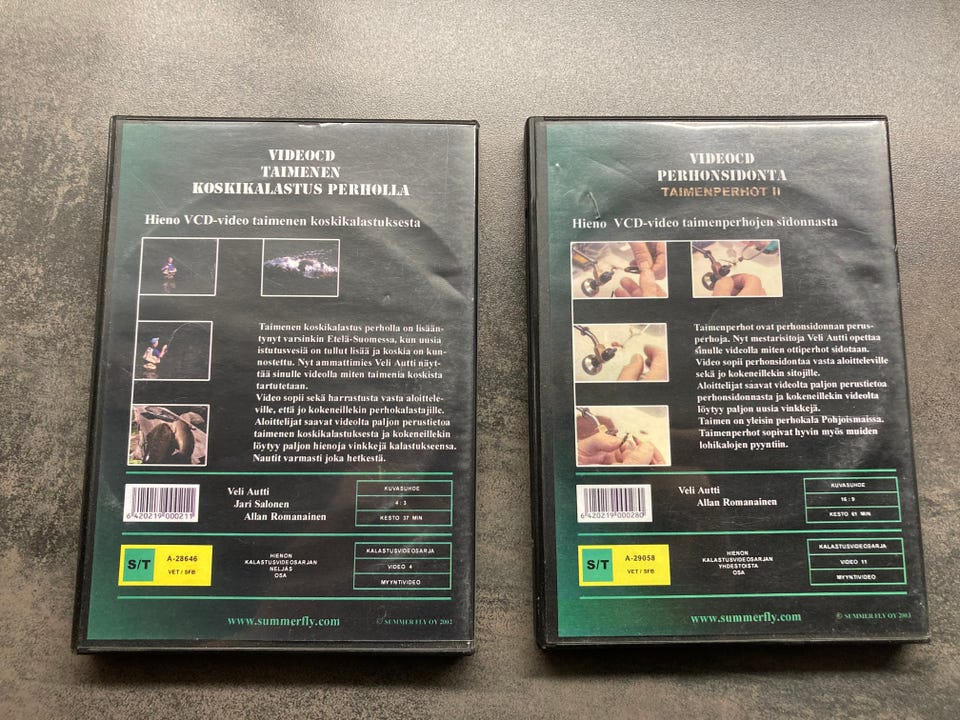 VIDEOCD
TAIMENEN
KOSKIKALASTUS PERHOLLA
Hieno VCD-video taimenen koskikalastuksesta
Taimenen koskikalastus perholla on lisään-
tynyt varsinkin Etelä-Suomessa, kun uusia
istutusvesiä on tullut lisää ja koskia on kun-
nostettu. Nyt ammattimies Veli Autti näyt-
tää sinulle videolla miten taimenia koskista
tartutetaan.
Video sopii sekä harrastusta vasta aloittele-
ville, että jo kokeneillekin perhokalastajille.
Aloittelijat saavat videolta paljon perustietoa
taimenen koskikalastuksesta ja kokeneillekin
löytyy paljon hienoja vinkkejä kalastukseensa.
Nautit varmasti joka hetkestä.
6 420219 000211
Veli Autti
Jari Salonen
Allan Romanainen
KUVASUHDE
4 : 3
KESTO 37 MIN
S/T
A-28646
VET / SFB
HIENON
KALASTUSVIDEOSARJAN
NELJÄS
OSA
KALASTUSVIDEOSARJA
VIDEO 4
MYYNTIVIDEO
www.summerfly.com
© SUMMER FLY OY 2002
VIDEOCD
PERHONSIDONTA
TAIMENPERHOT II
Hieno VCD-video taimenperhojen sidonnasta
Taimenperhot ovat perhonsidonnan perus-
perhoja. Nyt mestarisitoja Veli Autti opettaa
sinulle videolla miten ottiperhot sidotaan.
Video sopii perhonsidontaa vasta aloitteleville
sekä jo kokeneillekin sitojille.
Aloittelijat saavat videolta paljon perustietoa
perhonsidonnasta ja kokeneillekin videolta
löytyy paljon uusia vinkkejä.
Taimen on yleisin perhokala Pohjoismaissa.
Taimenperhot sopivat hyvin myös muiden
lohikalojen pyyntiin.
6 420219 000280
Veli Autti
Allan Romanainen
KUVASUHDE
16 : 9
KESTO 61 MIN
S/T
A-29058
VET / SFB
HIENON
KALASTUSVIDEOSARJAN
YHDESTOISTA
OSA
KALASTUSVIDEOSARJA
VIDEO 11
MYYNTIVIDEO
www.summerfly.com
© SUMMER FLY OY 2003